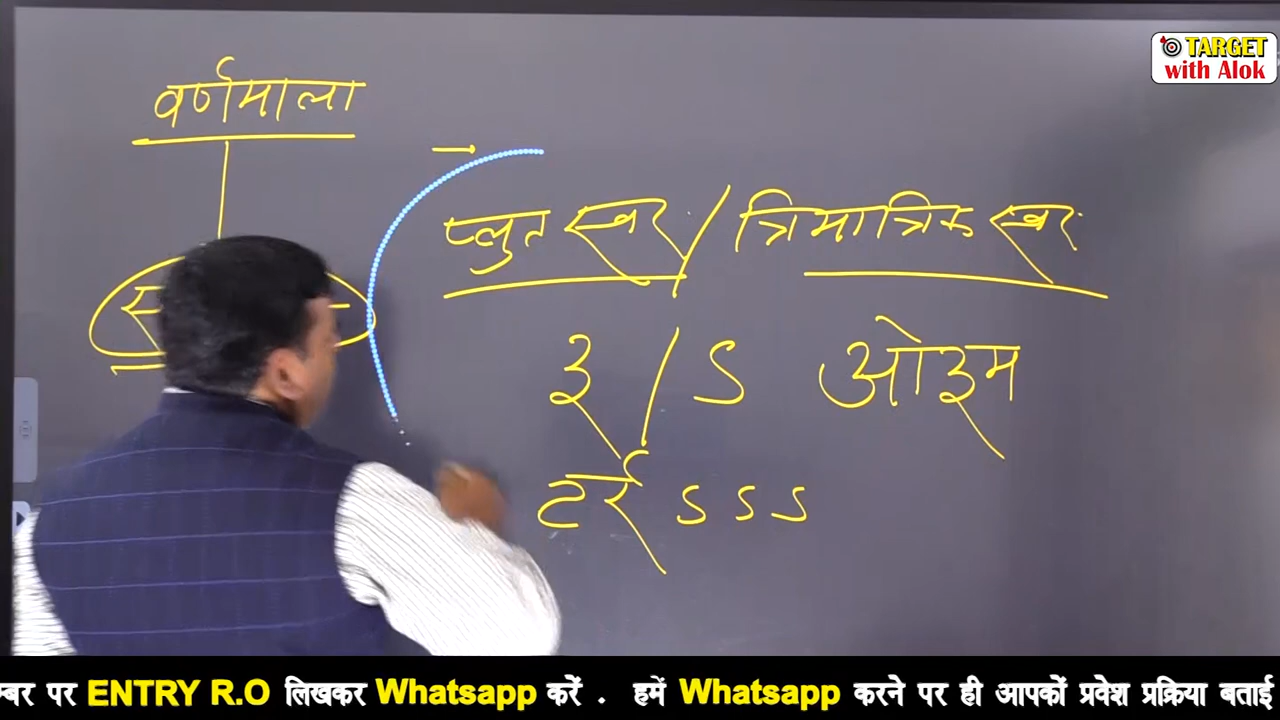 TARGET
with Alok
वर्णमाला
प्लुत स्वर / त्रिमात्रिक स्वर
३ / ऽ ओ३म
टर्र ऽ ऽ ऽ
म्बर पर ENTRY R.O लिखकर Whatsapp करें . हमें Whatsapp करने पर ही आपकों प्रवेश प्रक्रिया बताई